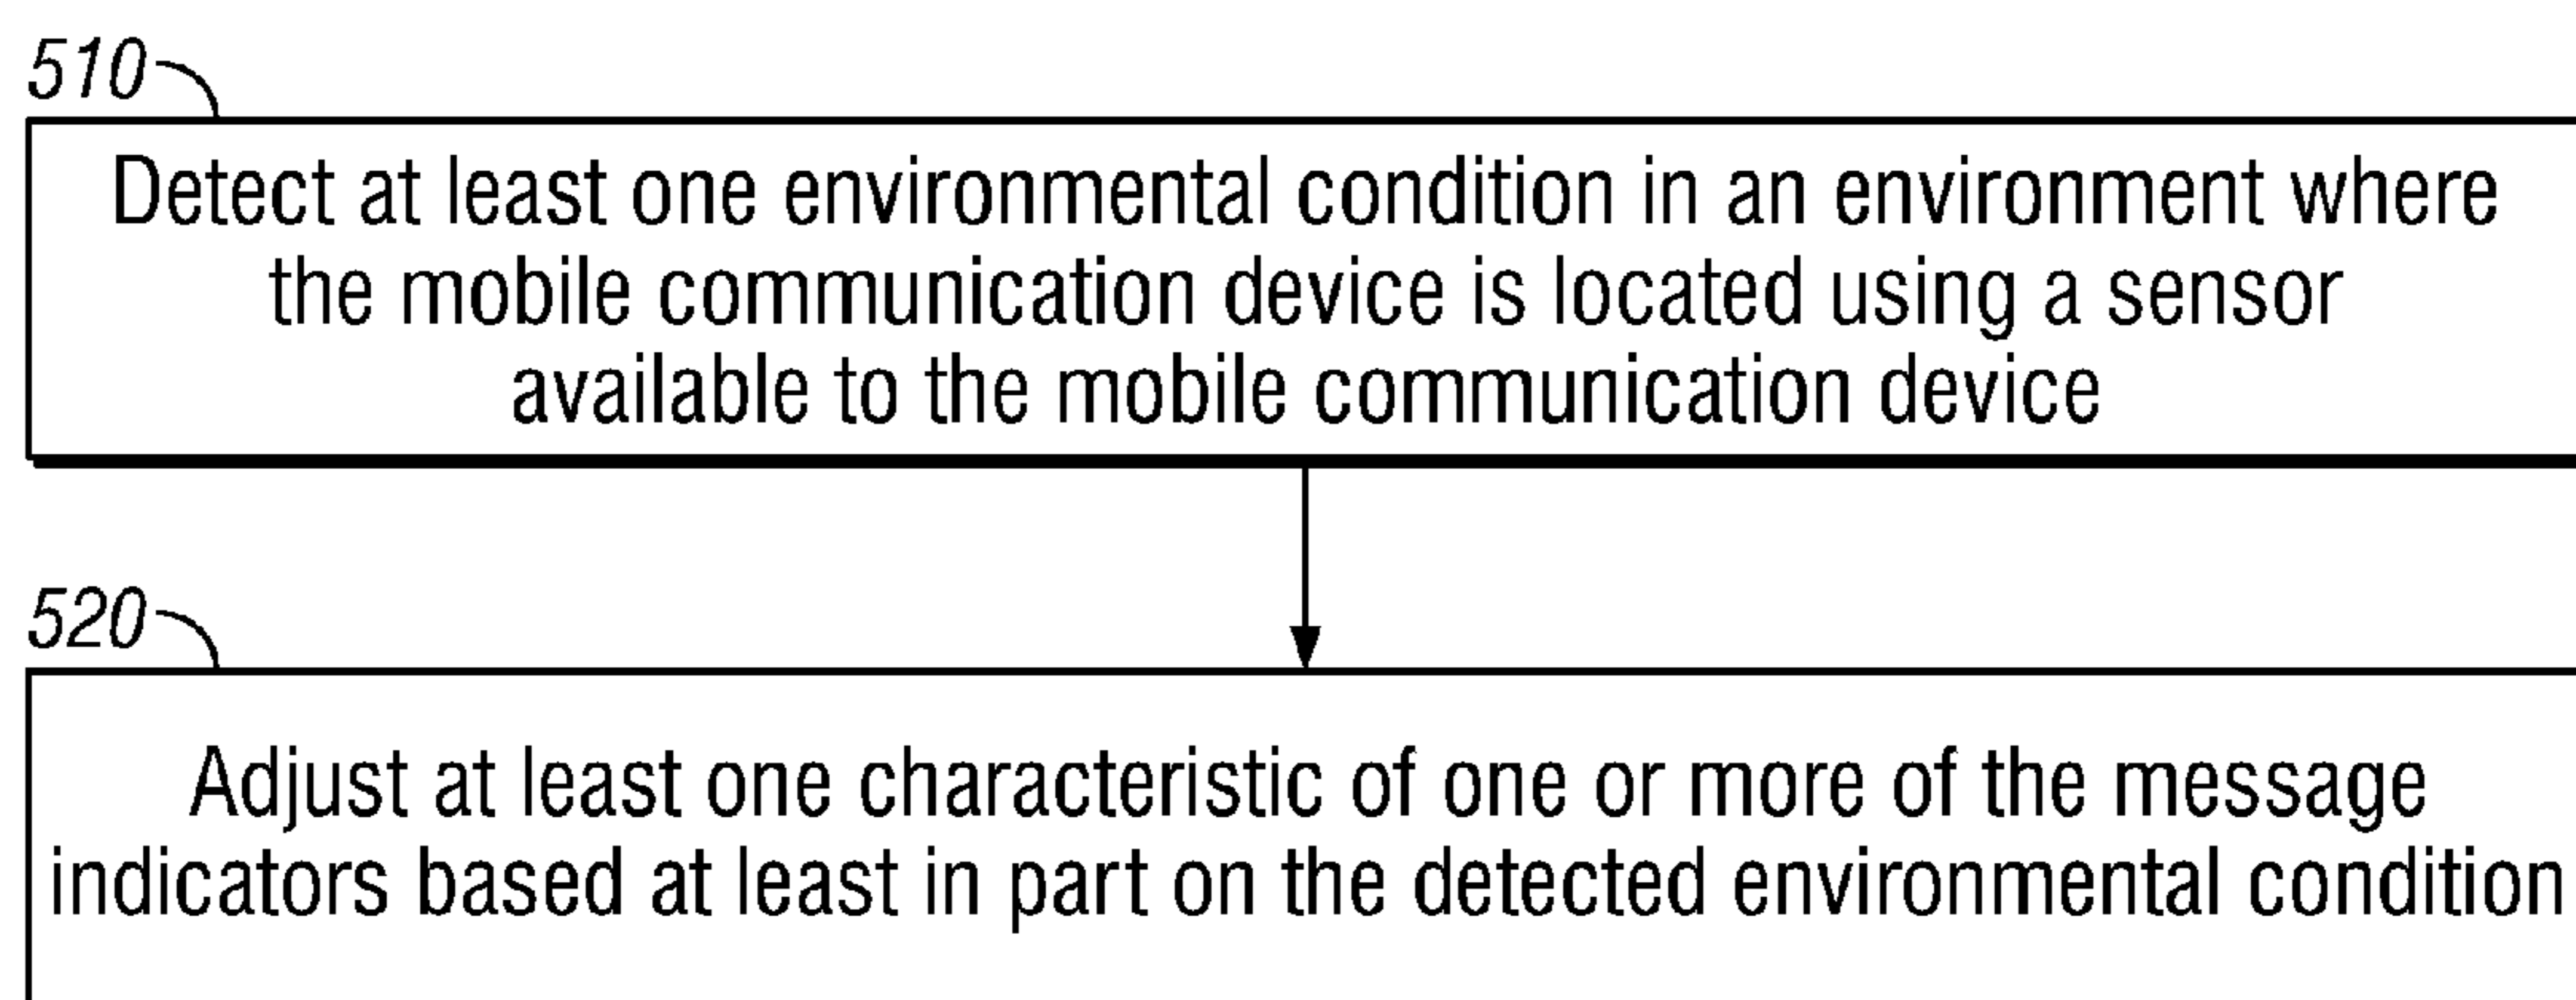 510
Detect at least one environmental condition in an environment where
the mobile communication device is located using a sensor
available to the mobile communication device
520
Adjust at least one characteristic of one or more of the message
indicators based at least in part on the detected environmental condition